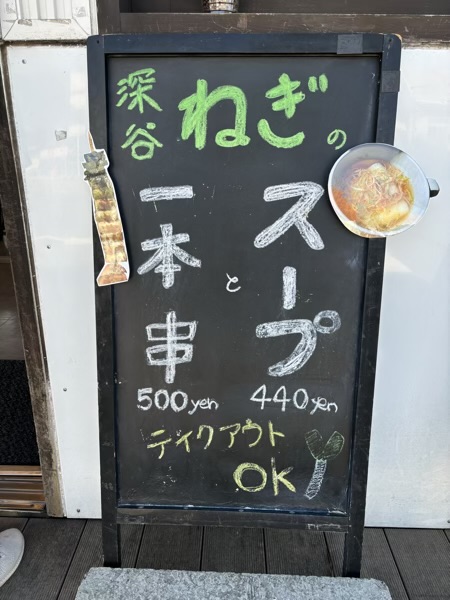 深谷ねぎの
スープ
440yen
と
一本串
500yen
テイクアウト
OK